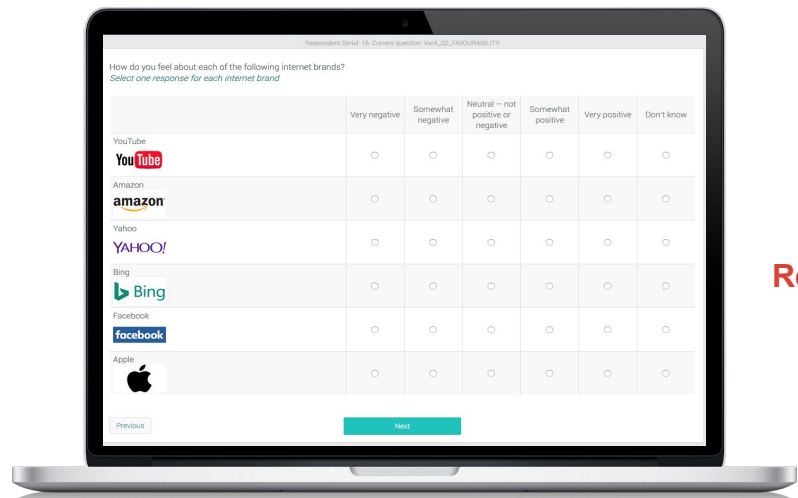 Respondent Serial: 16. Current question: VarA_Q2_FAVOURABILITY
How do you feel about each of the following internet brands?
Select one response for each internet brand
Very negative
Somewhat
negative
Neutral – not
positive or
negative
Somewhat
positive
Very positive
Don't know
YouTube
YouTube
Amazon
amazon
Yahoo
YAHOO!
Bing
Bing
Facebook
facebook
Apple
Previous
Next